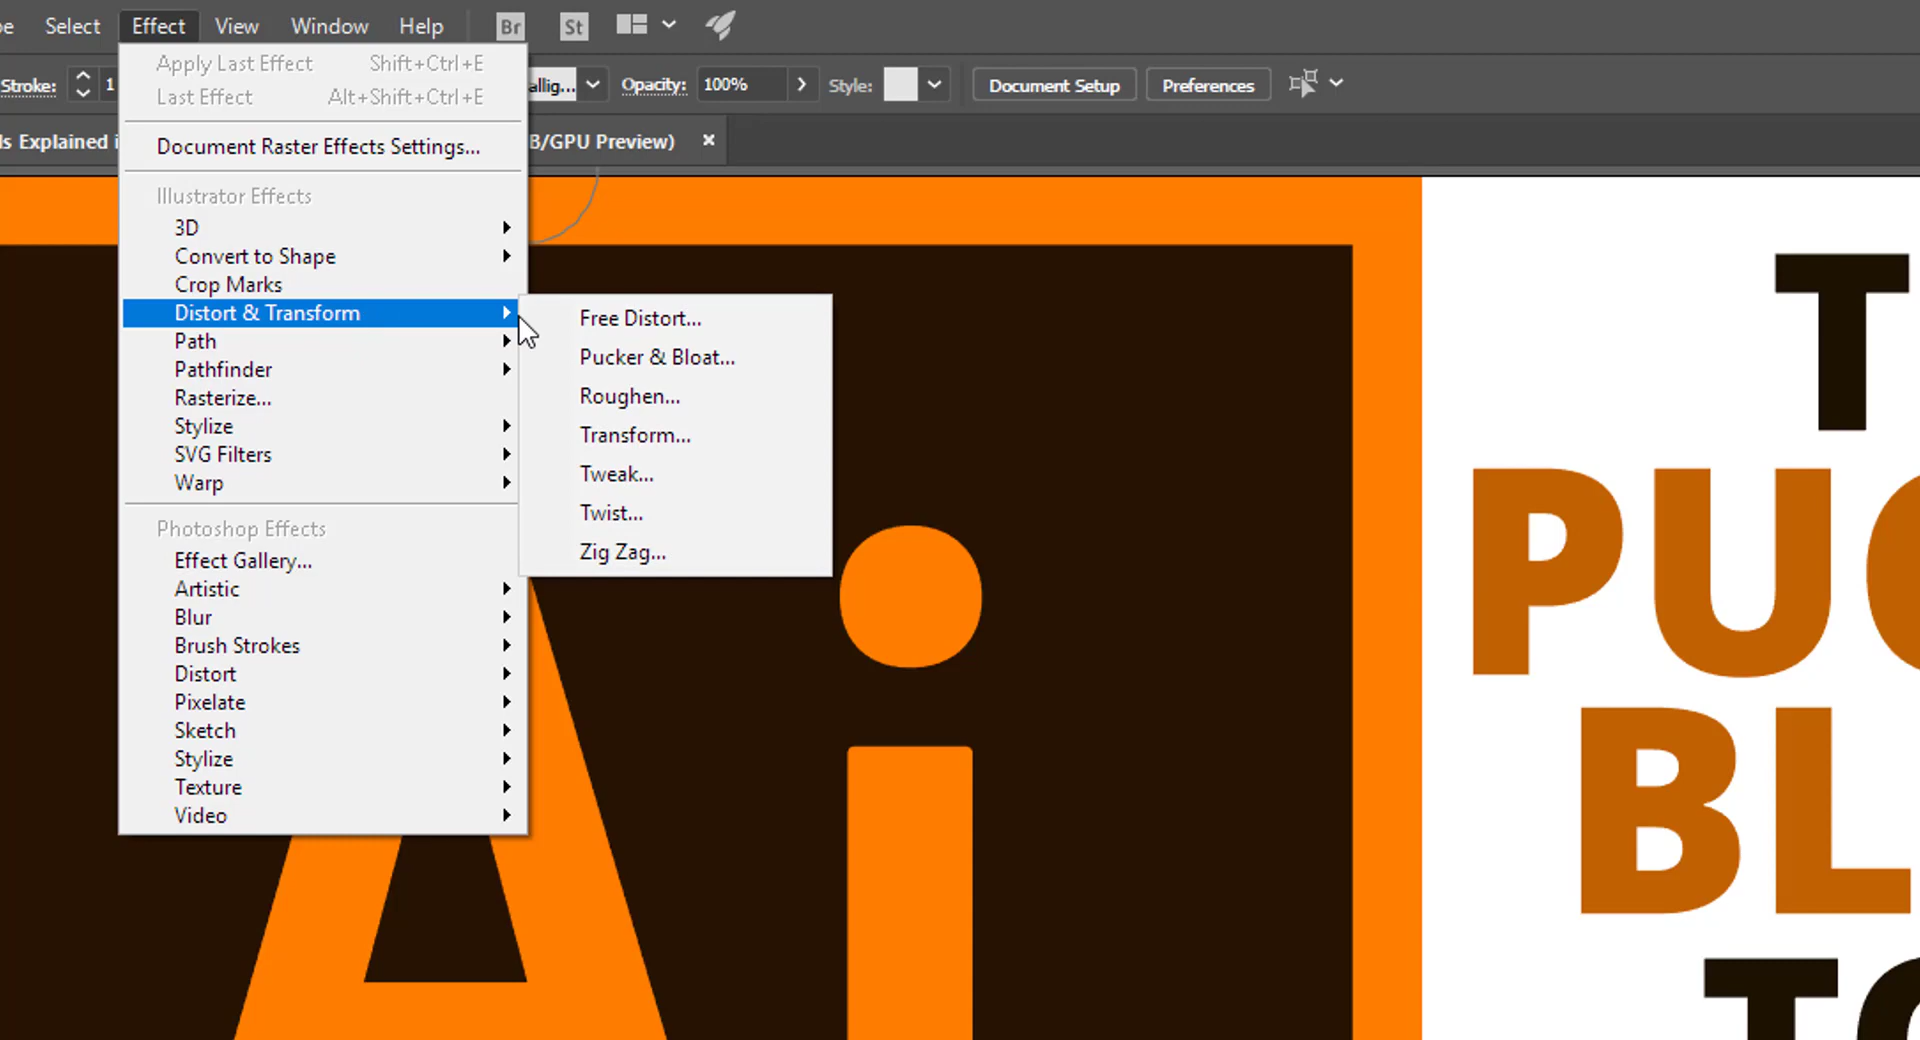 Select Effect View Window Help Br St
Stroke: 1 Opacity: 100% Style: Document Setup Preferences
Explained B/GPU Preview) ×
Apply Last Effect Shift+Ctrl+E
Last Effect Alt+Shift+Ctrl+E
Document Raster Effects Settings...
Illustrator Effects
3D
Convert to Shape
Crop Marks
Distort & Transform
Path
Pathfinder
Rasterize...
Stylize
SVG Filters
Warp
Photoshop Effects
Effect Gallery...
Artistic
Blur
Brush Strokes
Distort
Pixelate
Sketch
Stylize
Texture
Video
Free Distort...
Pucker & Bloat...
Roughen...
Transform...
Tweak...
Twist...
Zig Zag...
Ai
T
PU
BL